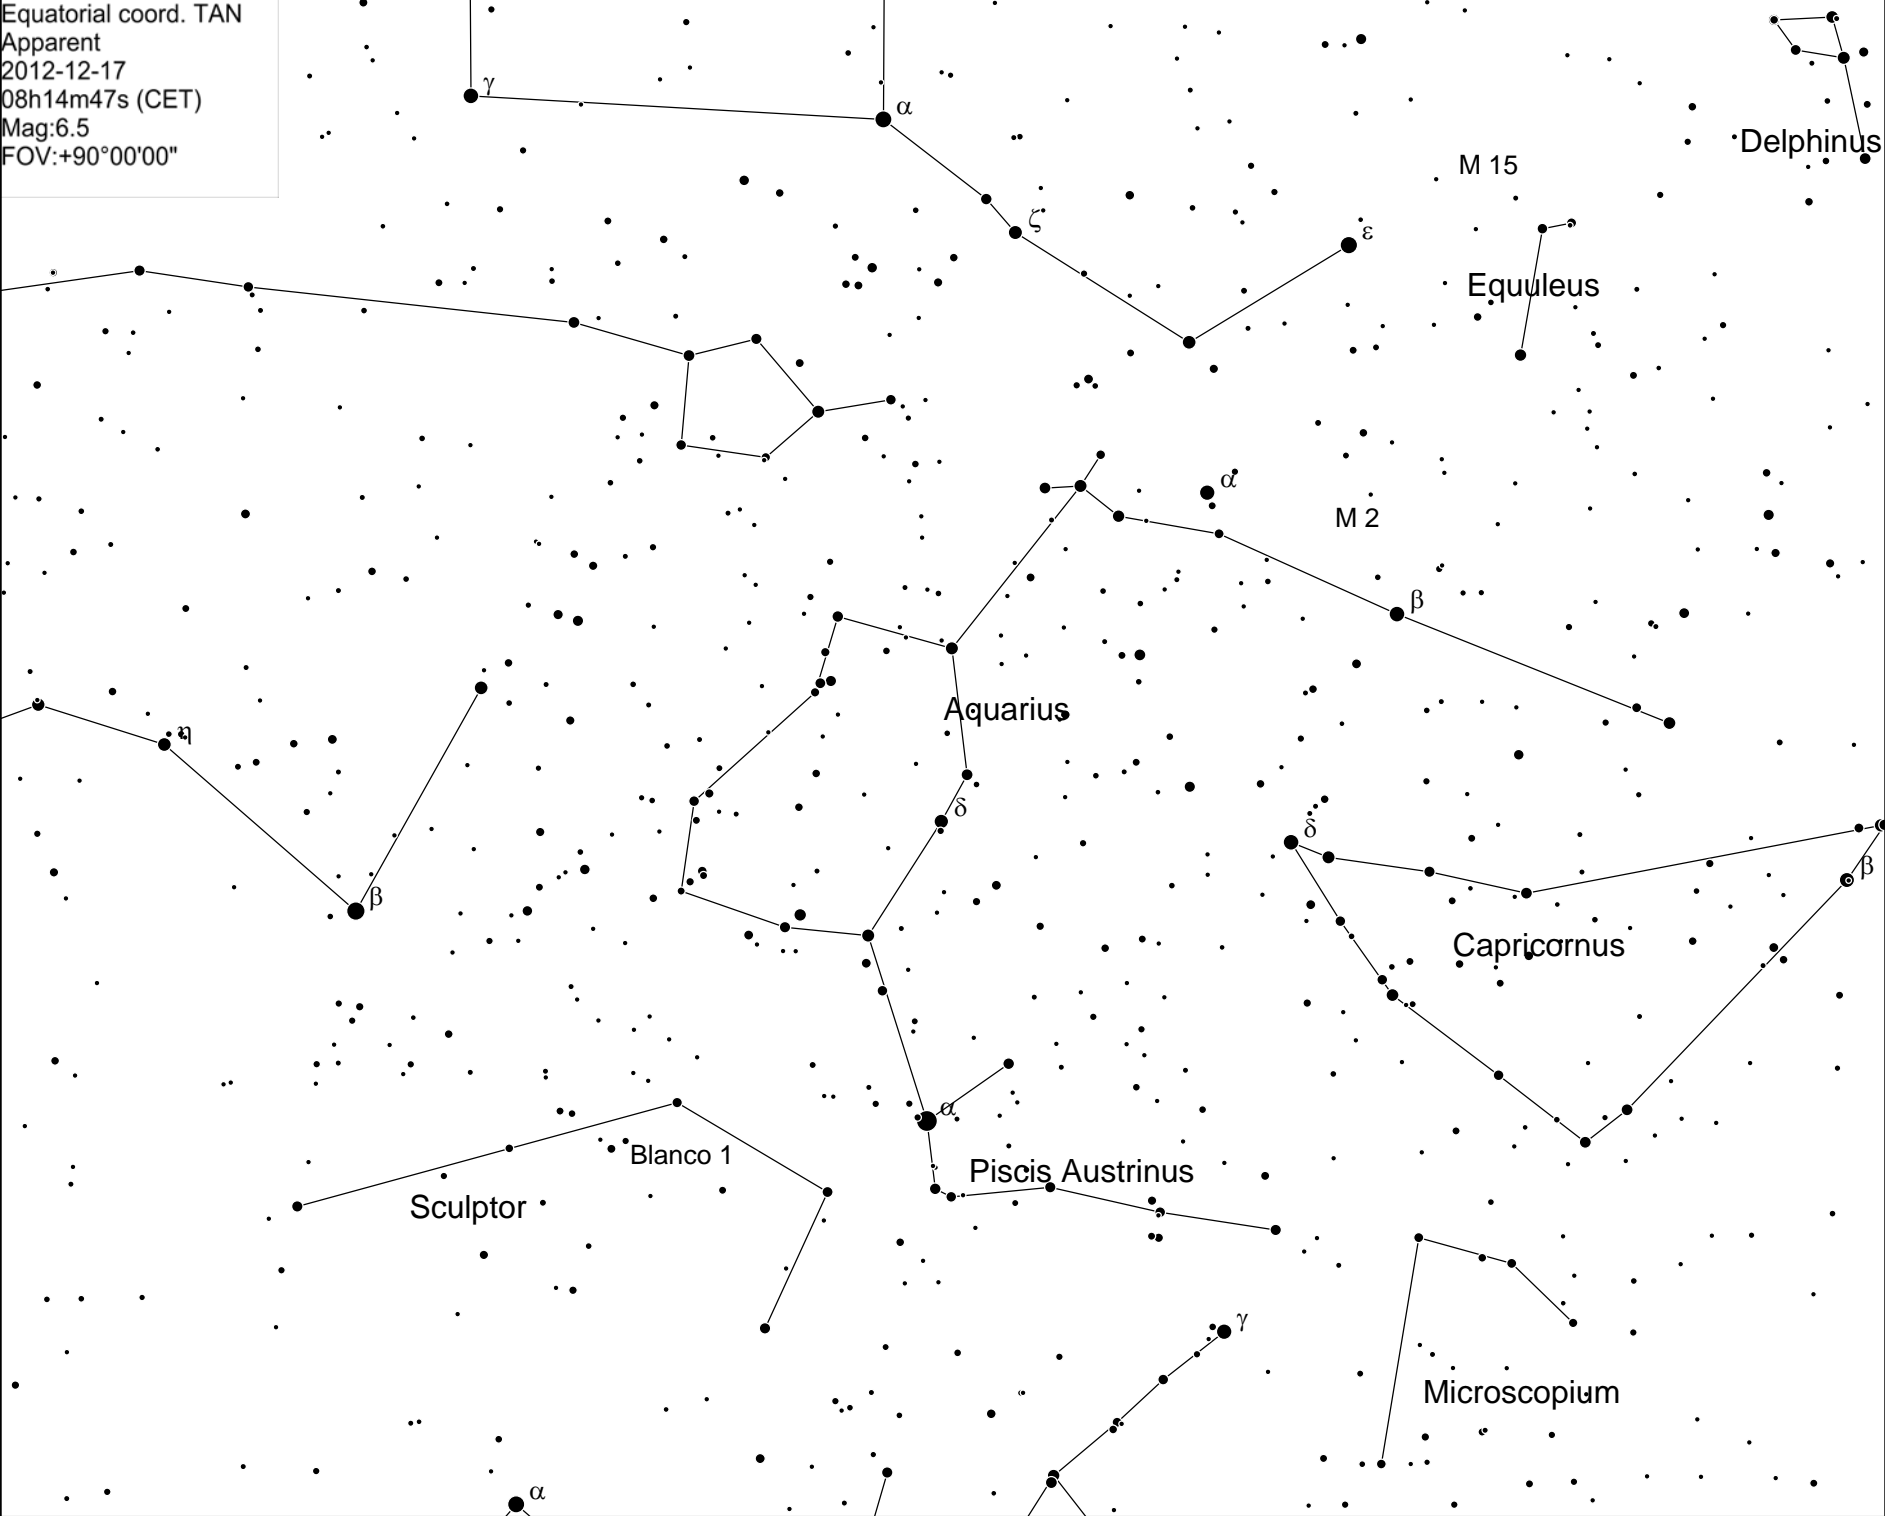 Equatorial coord. TAN
Apparent
2012-12-17
08h14m47s (CET)
Mag:6.5
FOV:+90°00'00"
γ
α
Delphinus
M 15
ζ
ε
Equuleus
α
M 2
β
Aquarius
η
δ
δ
β
β
Capricornus
α
Blanco 1
Piscis Austrinus
Sculptor
γ
Microscopium
α